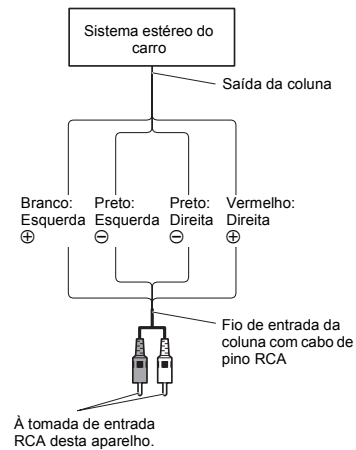 Sistema estéreo do
carro
Saída da coluna
Branco:
Esquerda
⊕
Preto:
Esquerda
⊖
Preto:
Direita
⊖
Vermelho:
Direita
⊕
Fio de entrada da
coluna com cabo de
pino RCA
À tomada de entrada
RCA desta aparelho.